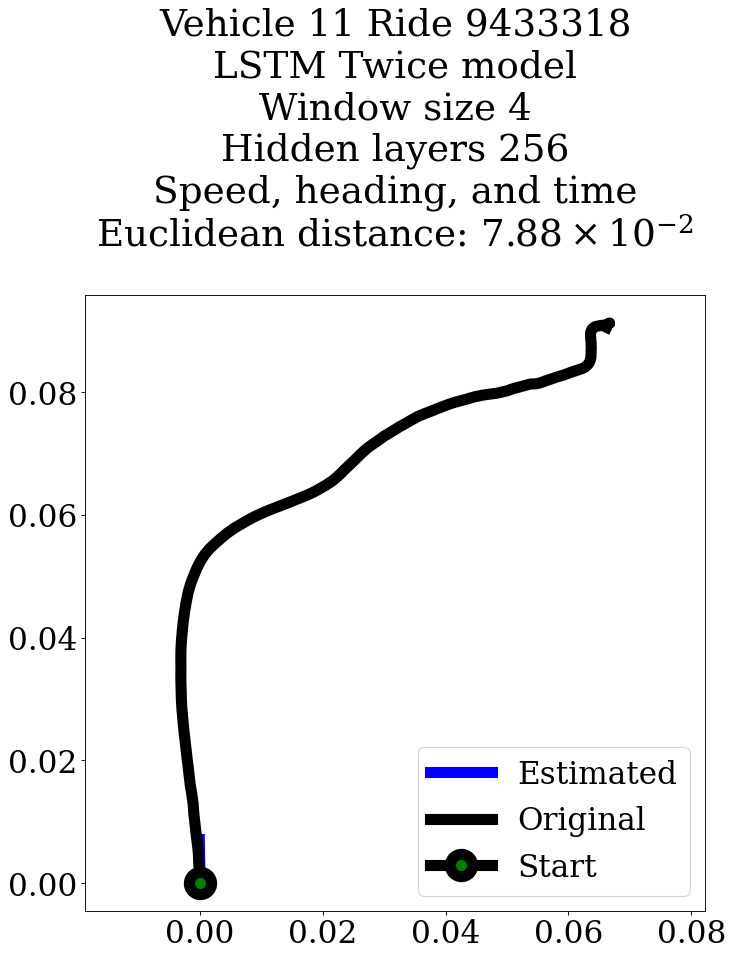 Vehicle 11 Ride 9433318
LSTM Twice model
Window size 4
Hidden layers 256
Speed, heading, and time
Euclidean distance: 7.88 × 10⁻²
0.08
0.06
0.04
0.02
0.00
Estimated
Original
Start
0.00 0.02 0.04 0.06 0.08